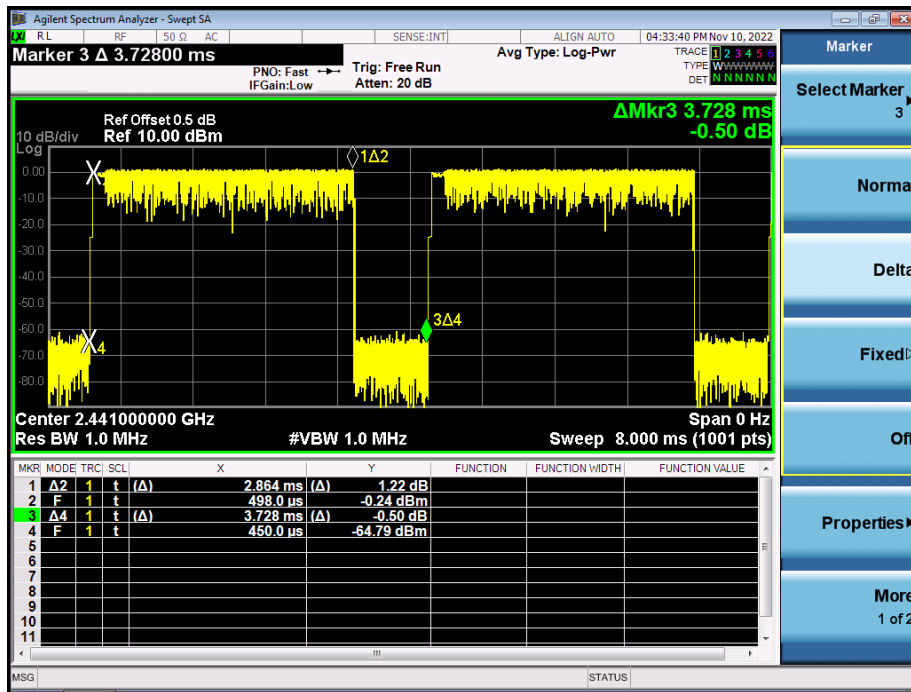 Agilent Spectrum Analyzer - Swept SA
LXI RL RF 50 Ω AC SENSE:INT ALIGN AUTO 04:33:40 PM Nov 10, 2022
Marker 3 Δ 3.72800 ms Avg Type: Log-Pwr TRACE 1 2 3 4 5 6
PNO: Fast Trig: Free Run TYPE WWWWWW
IFGain:Low Atten: 20 dB DET N N N N N N
Ref Offset 0.5 dB ΔMkr3 3.728 ms
10 dB/div Ref 10.00 dBm -0.50 dB
Log
1Δ2
0.00
-10.0
-20.0
-30.0
-40.0
-50.0
-60.0
3Δ4
4
-70.0
-80.0
Center 2.441000000 GHz Span 0 Hz
Res BW 1.0 MHz #VBW 1.0 MHz Sweep 8.000 ms (1001 pts)
MKR MODE TRC SCL X Y FUNCTION FUNCTION WIDTH FUNCTION VALUE
1 Δ2 1 t (Δ) 2.864 ms (Δ) 1.22 dB
2 F 1 t 498.0 µs -0.24 dBm
3 Δ4 1 t (Δ) 3.728 ms (Δ) -0.50 dB
4 F 1 t 450.0 µs -64.79 dBm
5
6
7
8
9
10
11
MSG STATUS
Marker
Select Marker
3
Norma
Delta
Fixed
Off
Properties
More
1 of 2